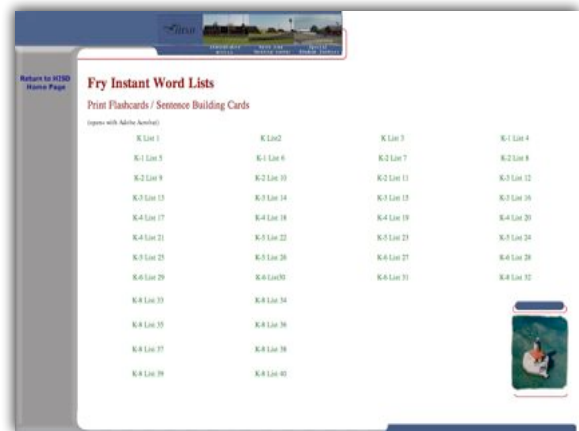 HISD
Return to HISD
Home Page
Fry Instant Word Lists
Print Flashcards / Sentence Building Cards
(opens with Adobe Acrobat)
K List 1 K List2 K List 3 K-1 List 4
K-1 List 5 K-1 List 6 K-2 List 7 K-2 List 8
K-2 List 9 K-2 List 10 K-2 List 11 K-3 List 12
K-3 List 13 K-3 List 14 K-3 List 15 K-3 List 16
K-4 List 17 K-4 List 18 K-4 List 19 K-4 List 20
K-4 List 21 K-5 List 22 K-5 List 23 K-5 List 24
K-5 List 25 K-5 List 26 K-6 List 27 K-6 List 28
K-6 List 29 K-6 List30 K-6 List 31 K-8 List 32
K-8 List 33 K-8 List 34
K-8 List 35 K-8 List 36
K-8 List 37 K-8 List 38
K-8 List 39 K-8 List 40